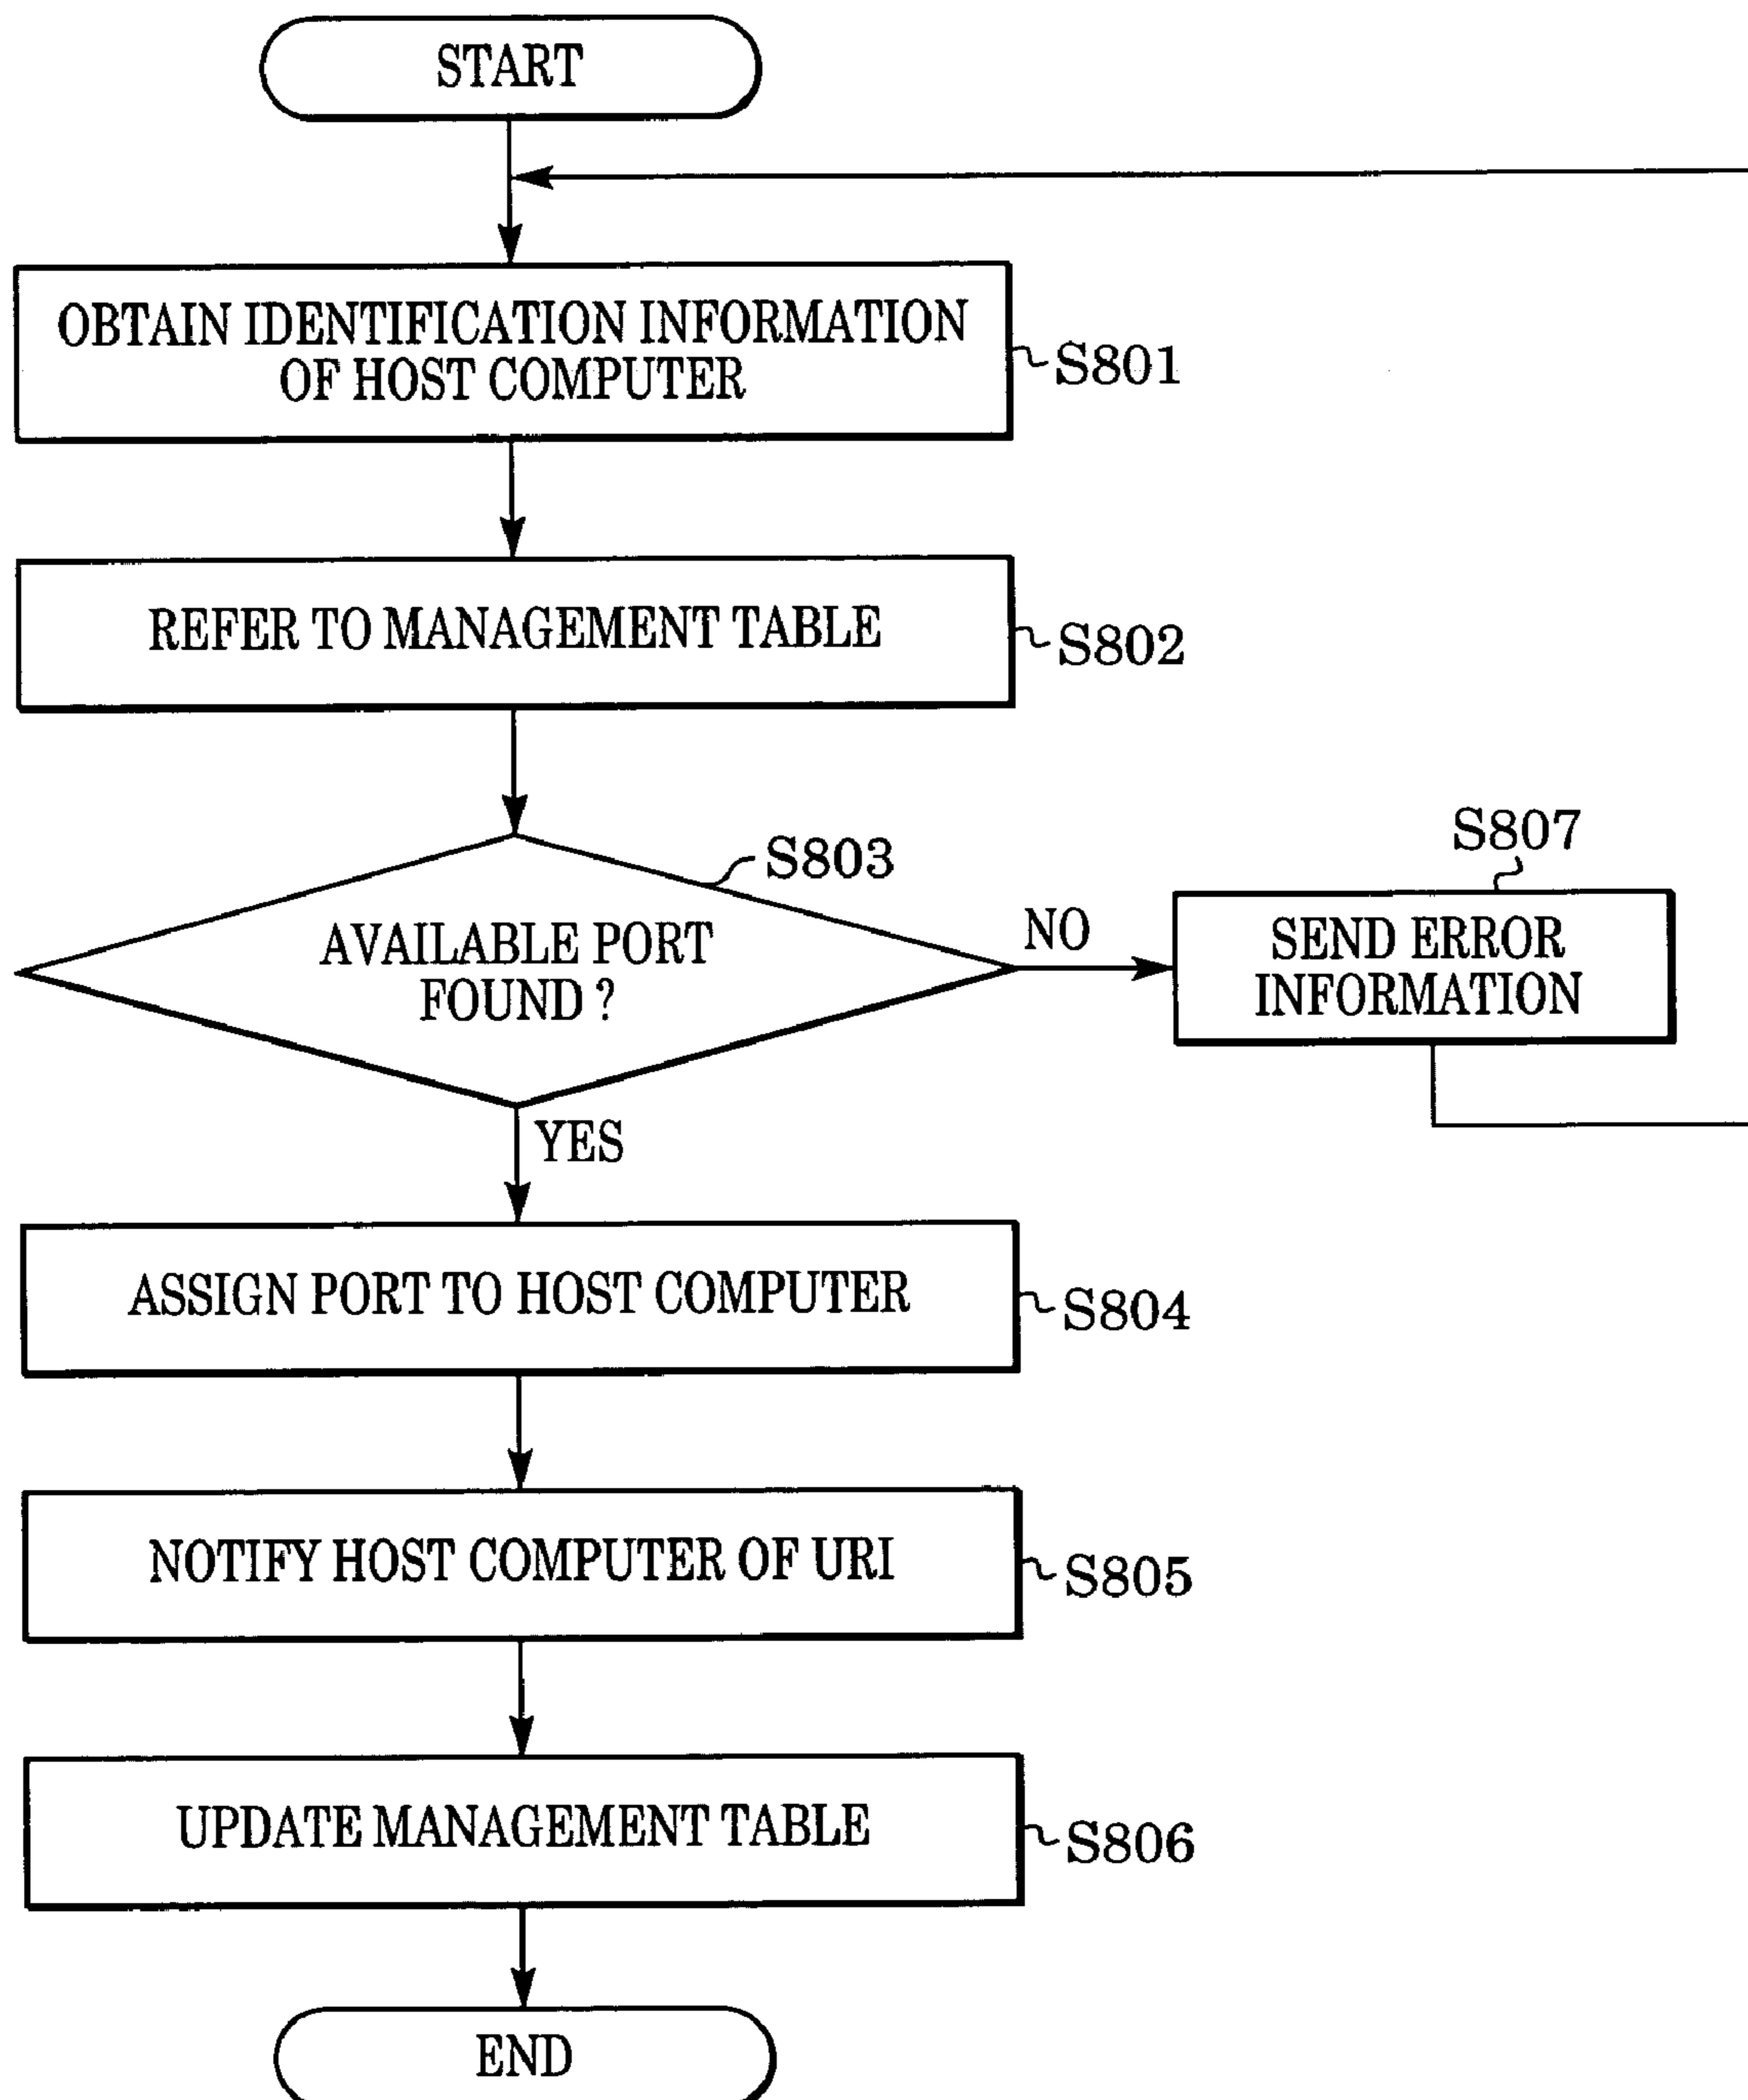 START
OBTAIN IDENTIFICATION INFORMATION
OF HOST COMPUTER
S801
REFER TO MANAGEMENT TABLE
S802
S803
AVAILABLE PORT
FOUND ?
NO
S807
SEND ERROR
INFORMATION
YES
ASSIGN PORT TO HOST COMPUTER
S804
NOTIFY HOST COMPUTER OF URI
S805
UPDATE MANAGEMENT TABLE
S806
END